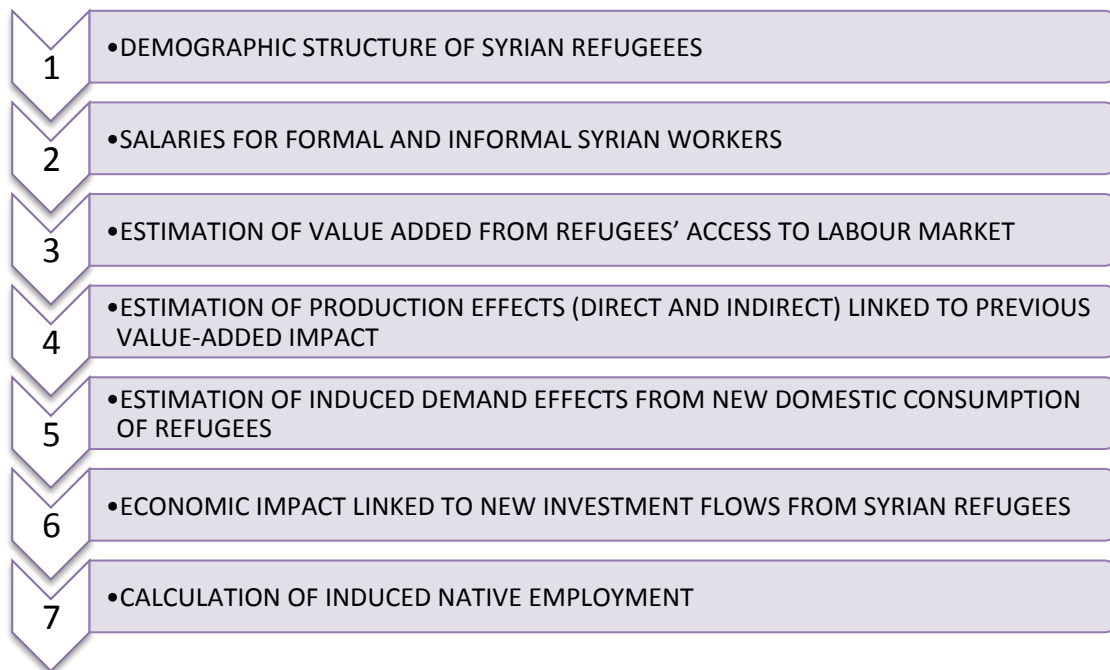 1
•DEMOGRAPHIC STRUCTURE OF SYRIAN REFUGEEES
2
•SALARIES FOR FORMAL AND INFORMAL SYRIAN WORKERS
3
•ESTIMATION OF VALUE ADDED FROM REFUGEES’ ACCESS TO LABOUR MARKET
4
•ESTIMATION OF PRODUCTION EFFECTS (DIRECT AND INDIRECT) LINKED TO PREVIOUS
VALUE-ADDED IMPACT
5
•ESTIMATION OF INDUCED DEMAND EFFECTS FROM NEW DOMESTIC CONSUMPTION
OF REFUGEES
6
•ECONOMIC IMPACT LINKED TO NEW INVESTMENT FLOWS FROM SYRIAN REFUGEES
7
•CALCULATION OF INDUCED NATIVE EMPLOYMENT